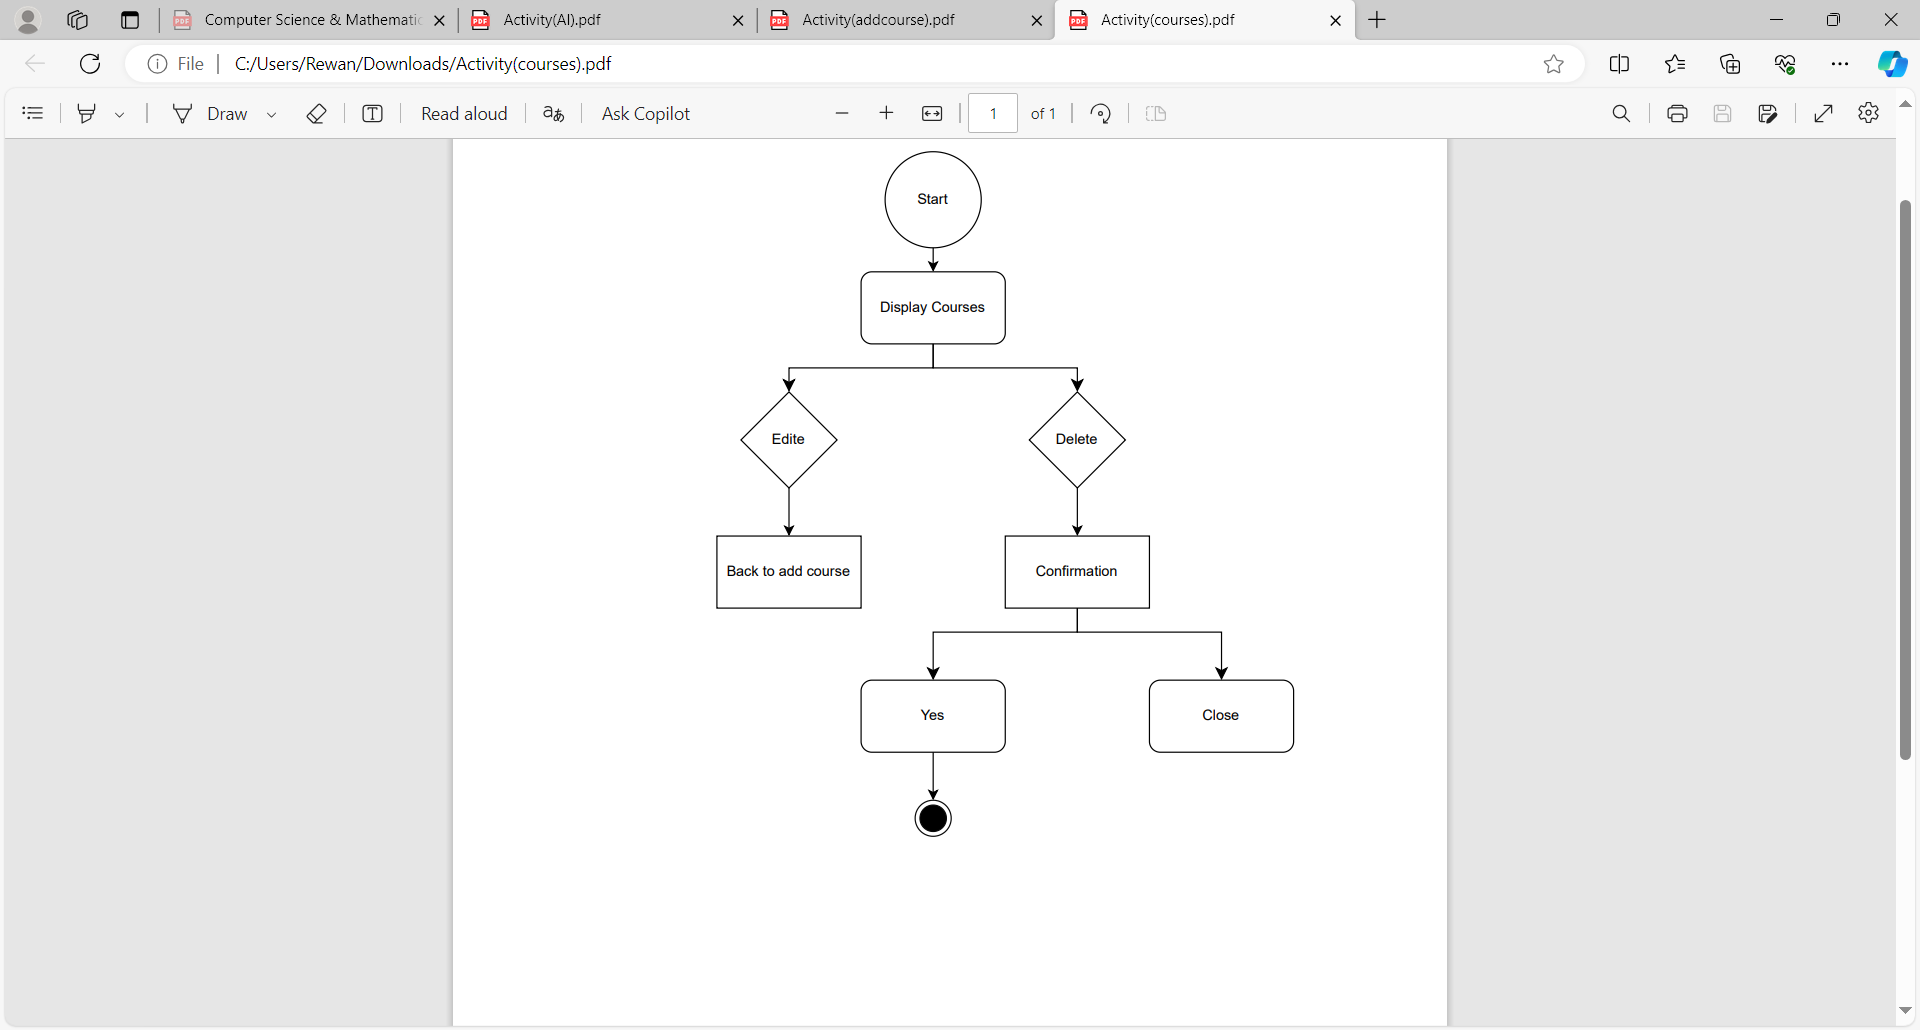 Computer Science & Mathematic
Activity(AI).pdf
Activity(addcourse).pdf
Activity(courses).pdf
File
C:/Users/Rewan/Downloads/Activity(courses).pdf
Draw
Read aloud
aあ
Ask Copilot
1
of 1
Start
Display Courses
Edite
Delete
Back to add course
Confirmation
Yes
Close